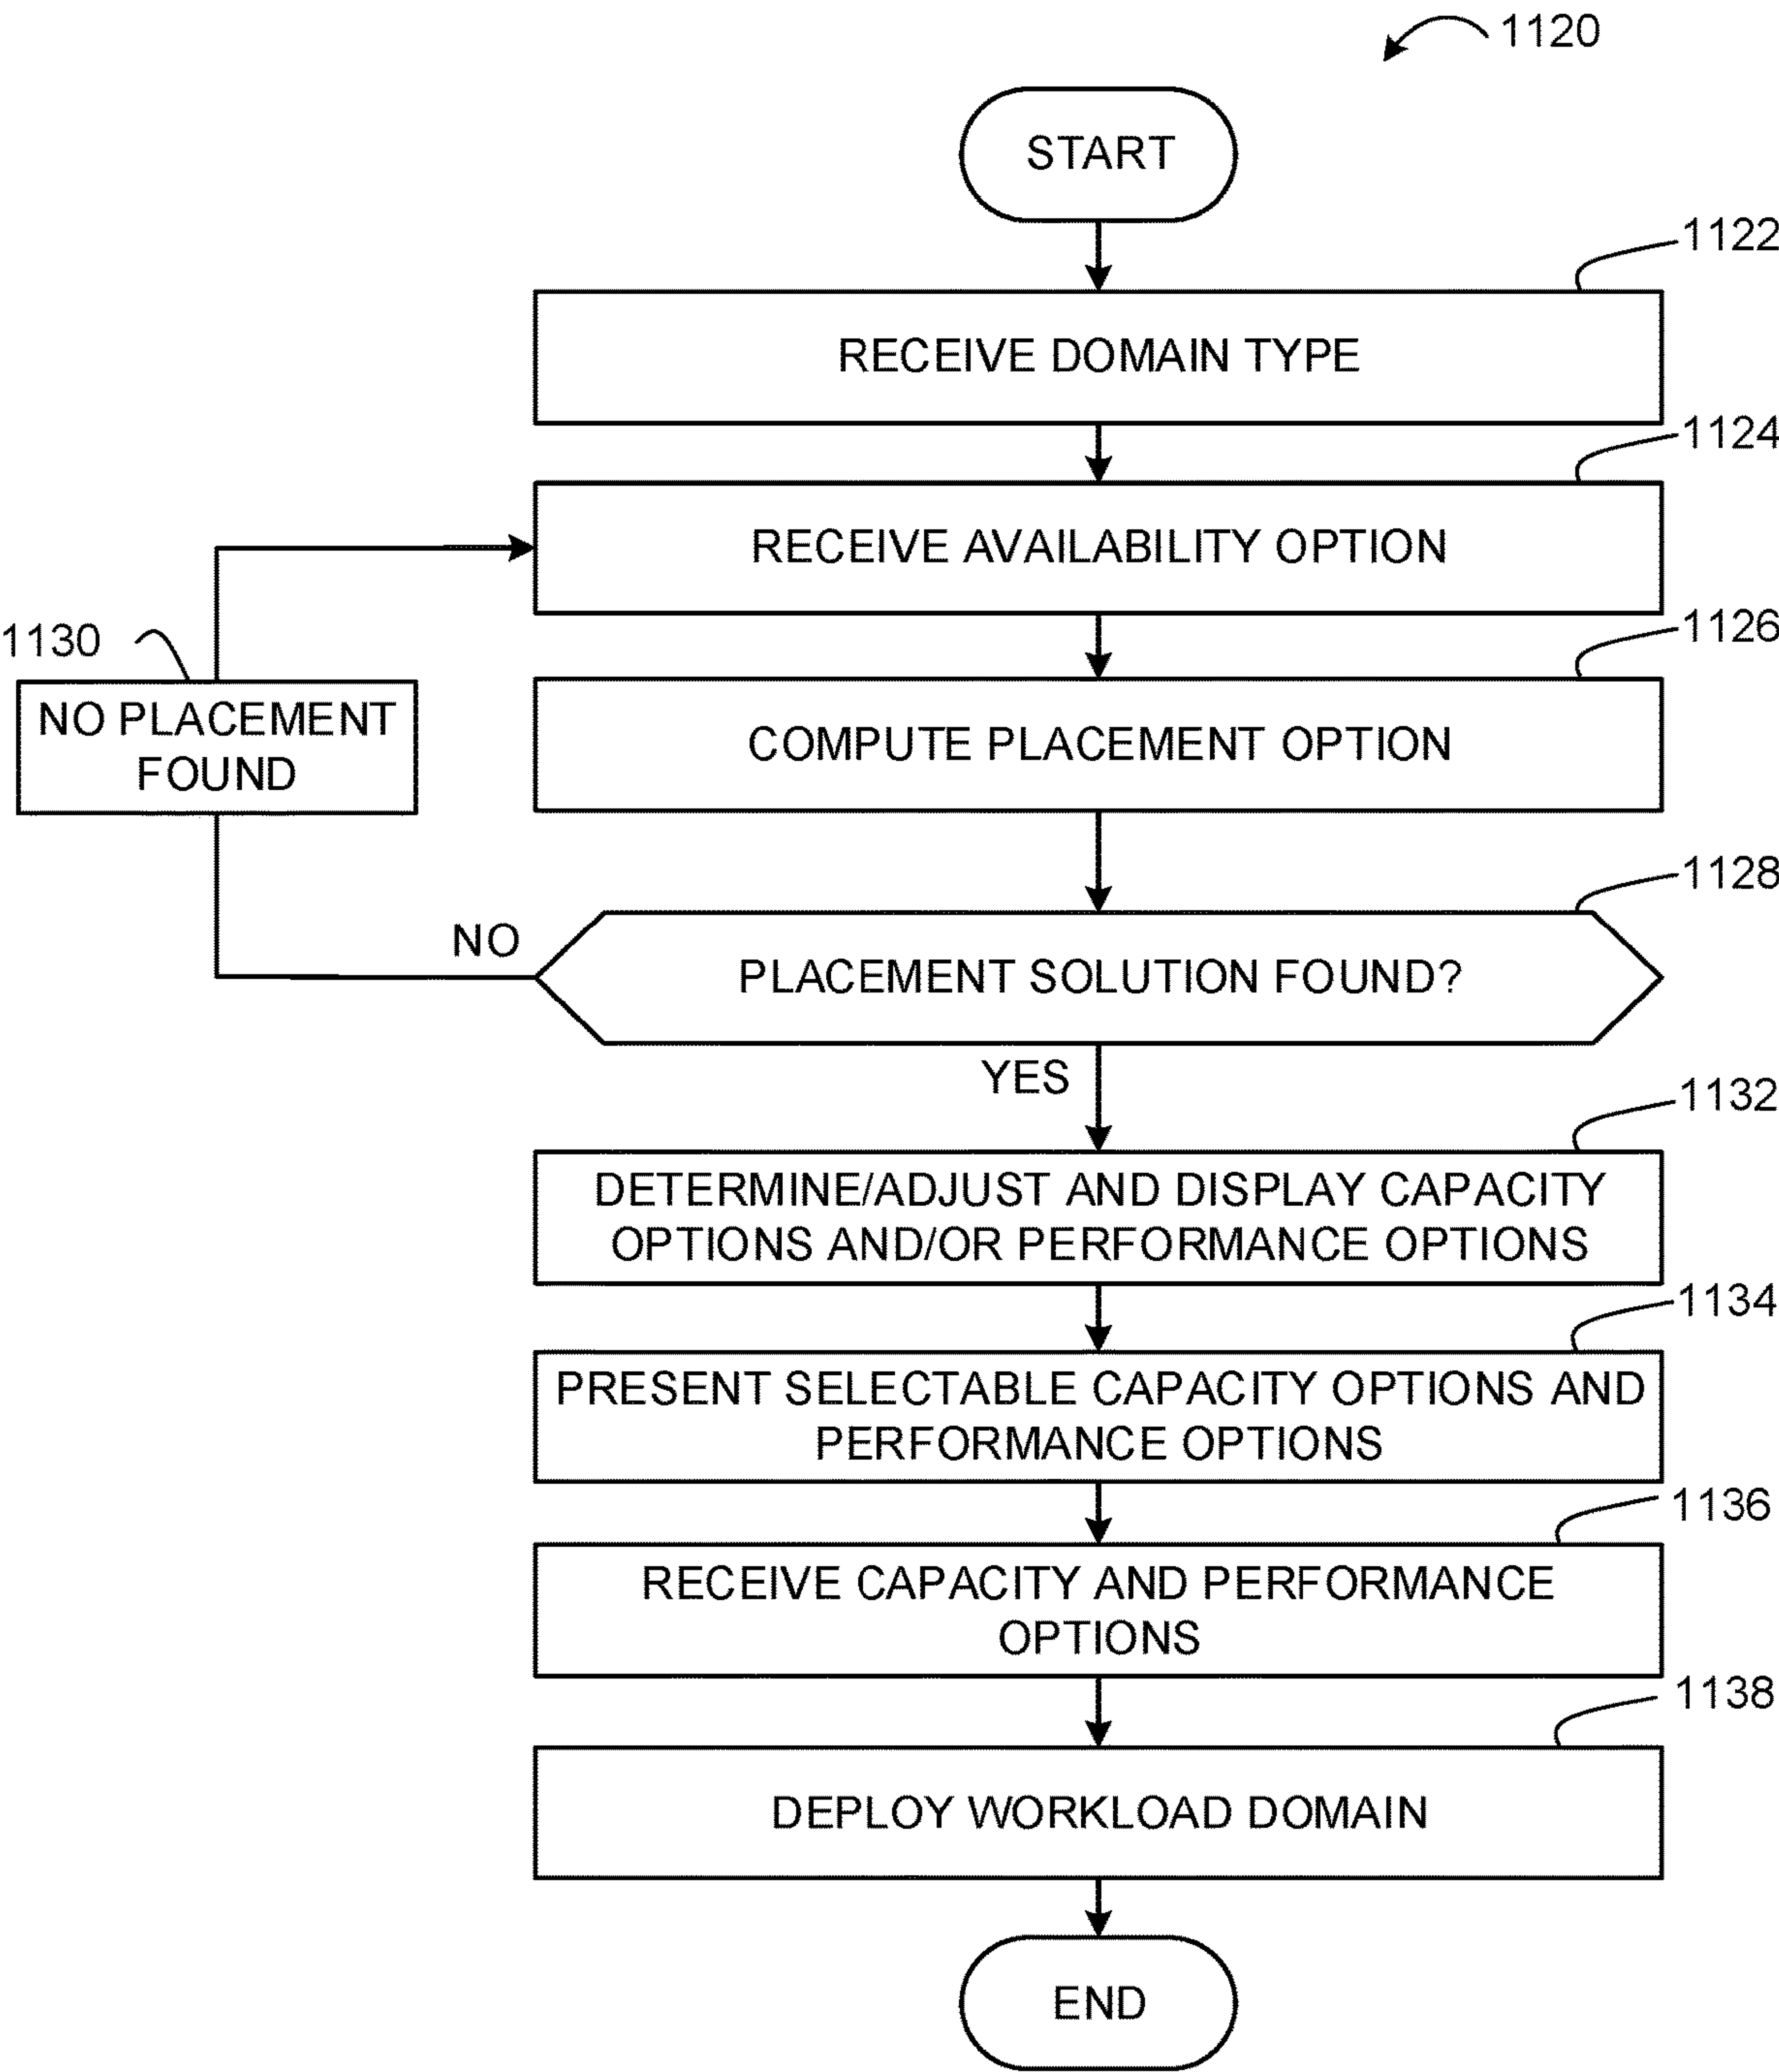 1120
START
1122
RECEIVE DOMAIN TYPE
1124
RECEIVE AVAILABILITY OPTION
1126
1130
NO PLACEMENT
FOUND
COMPUTE PLACEMENT OPTION
1128
NO
PLACEMENT SOLUTION FOUND?
YES
1132
DETERMINE/ADJUST AND DISPLAY CAPACITY
OPTIONS AND/OR PERFORMANCE OPTIONS
1134
PRESENT SELECTABLE CAPACITY OPTIONS AND
PERFORMANCE OPTIONS
1136
RECEIVE CAPACITY AND PERFORMANCE
OPTIONS
1138
DEPLOY WORKLOAD DOMAIN
END